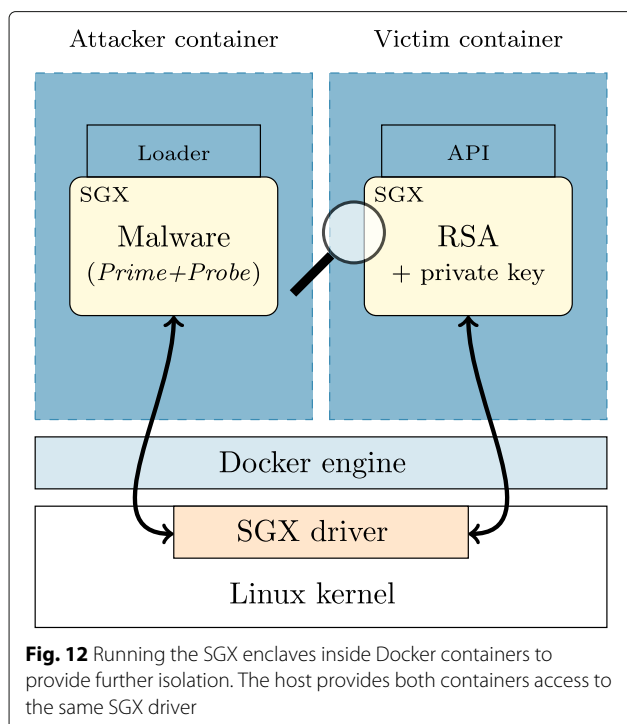 Attacker container
Victim container
Loader
API
SGX
SGX
Malware
(Prime+Probe)
RSA
+ private key
Docker engine
SGX driver
Linux kernel
Fig. 12 Running the SGX enclaves inside Docker containers to
provide further isolation. The host provides both containers access to
the same SGX driver